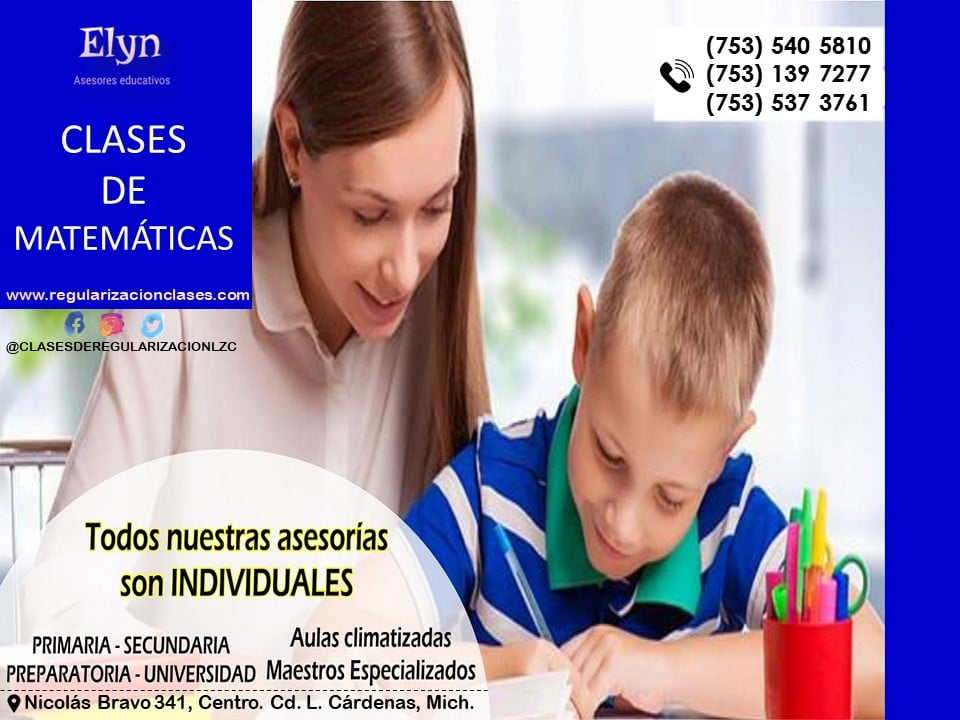 Elyn
Asesores educativos
CLASES
DE
MATEMÁTICAS
www.regularizacionclases.com
@CLASESDEREGULARIZACIONLZC
(753) 540 5810
(753) 139 7277
(753) 537 3761
Todos nuestras asesorías
son INDIVIDUALES
PRIMARIA - SECUNDARIA
PREPARATORIA - UNIVERSIDAD
Aulas climatizadas
Maestros Especializados
Nicolás Bravo 341, Centro. Cd. L. Cárdenas, Mich.